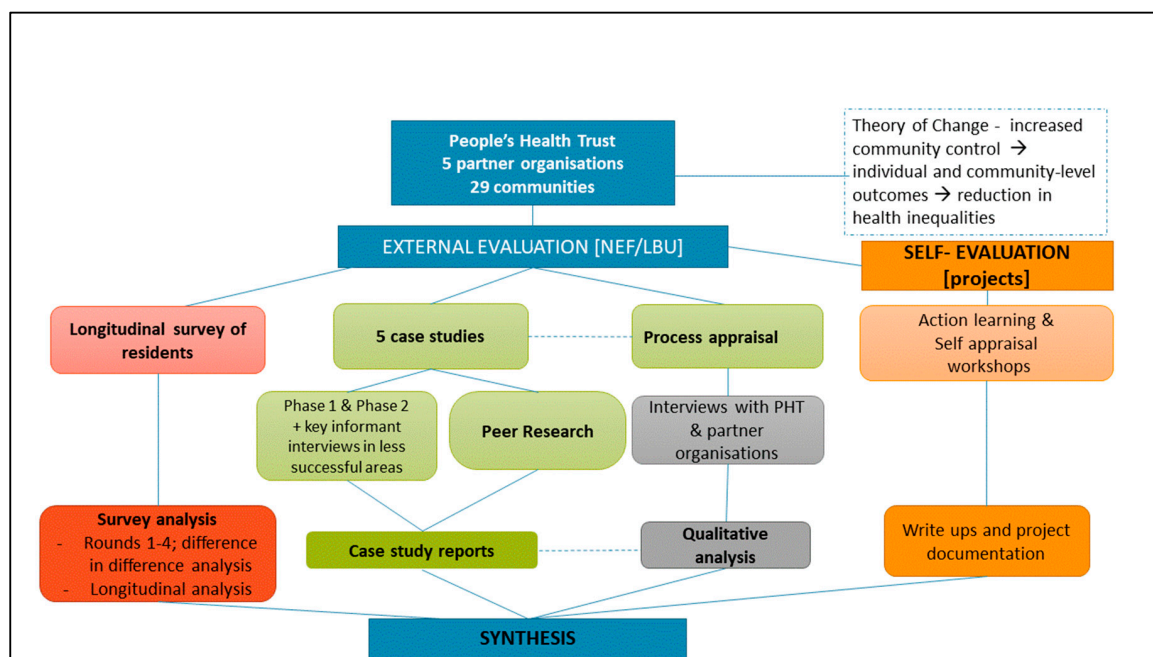 People's Health Trust
5 partner organisations
29 communities
Theory of Change - increased
community control →
individual and community-level
outcomes → reduction in
health inequalities
EXTERNAL EVALUATION [NEF/LBU]
SELF- EVALUATION
[projects]
Longitudinal survey of
residents
5 case studies
Process appraisal
Action learning &
Self appraisal
workshops
Phase 1 & Phase 2
+ key informant
interviews in less
successful areas
Peer Research
Interviews with PHT
& partner
organisations
Survey analysis
- Rounds 1-4; difference
in difference analysis
- Longitudinal analysis
Case study reports
Qualitative
analysis
Write ups and project
documentation
SYNTHESIS